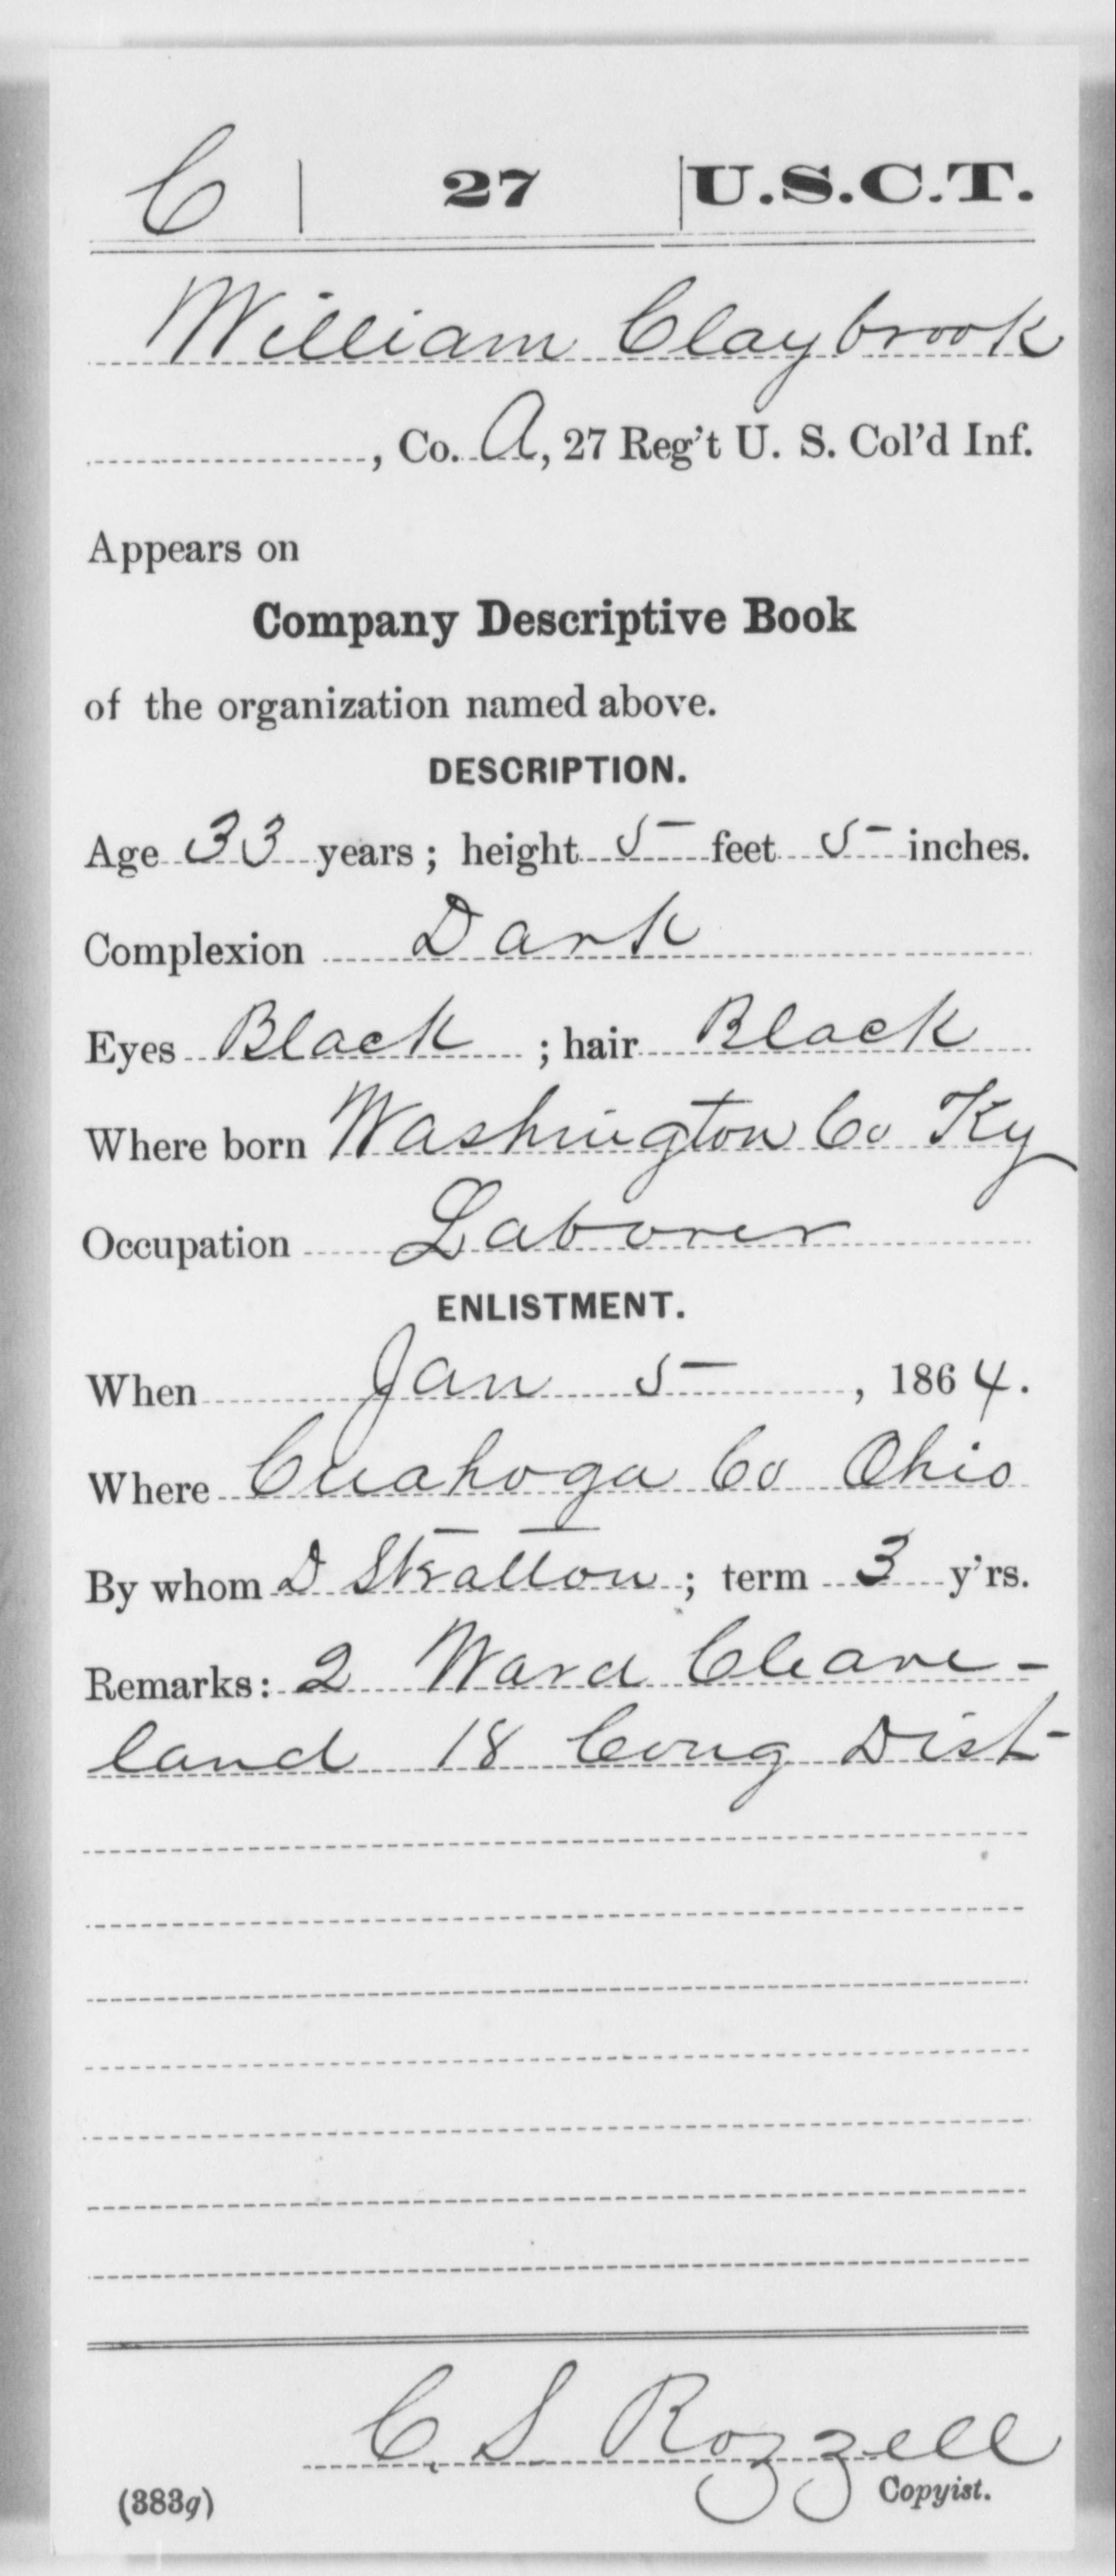 C | 27 | U.S.C.T.
William Claybrook
, Co. A, 27 Reg't U. S. Col'd Inf.
Appears on
Company Descriptive Book
of the organization named above.
DESCRIPTION.
Age 33 years; height 5 feet 5 inches.
Complexion Dark
Eyes Black ; hair Black
Where born Washington Co Ky
Occupation Laborer
ENLISTMENT.
When Jan 5 , 1864.
Where Cuahoga Co Ohio
By whom D Stratton ; term 3 y'rs.
Remarks: 2 Ward Cleave-
land 18 Cong Dist
C. S. Rozzell
(383g) Copyist.